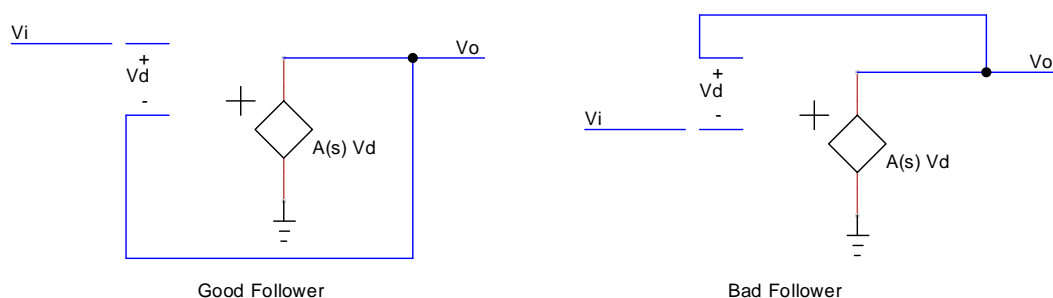 Vi
+
Vd
-
Vo
A(s) Vd
Good Follower
+
Vd
-
Vi
Vo
A(s) Vd
Bad Follower